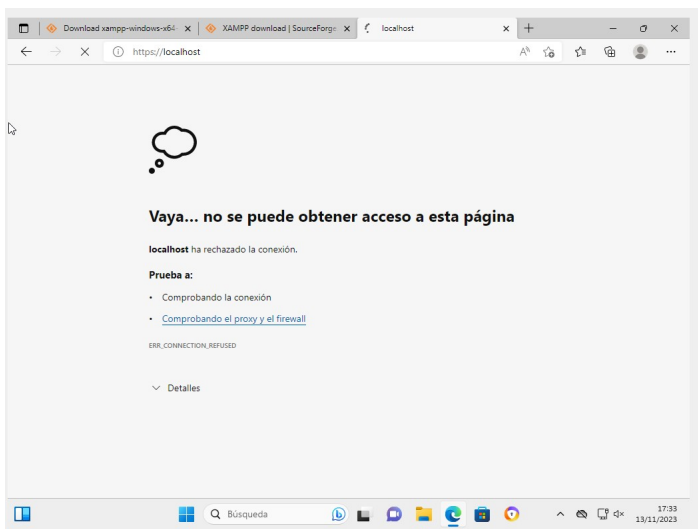 Download xampp-windows-x64-
XAMPP download | SourceForge
localhost
https://localhost
Vaya... no se puede obtener acceso a esta página
localhost ha rechazado la conexión.
Prueba a:
• Comprobando la conexión
• Comprobando el proxy y el firewall
ERR_CONNECTION_REFUSED
Detalles
Búsqueda
17:33
13/11/2023